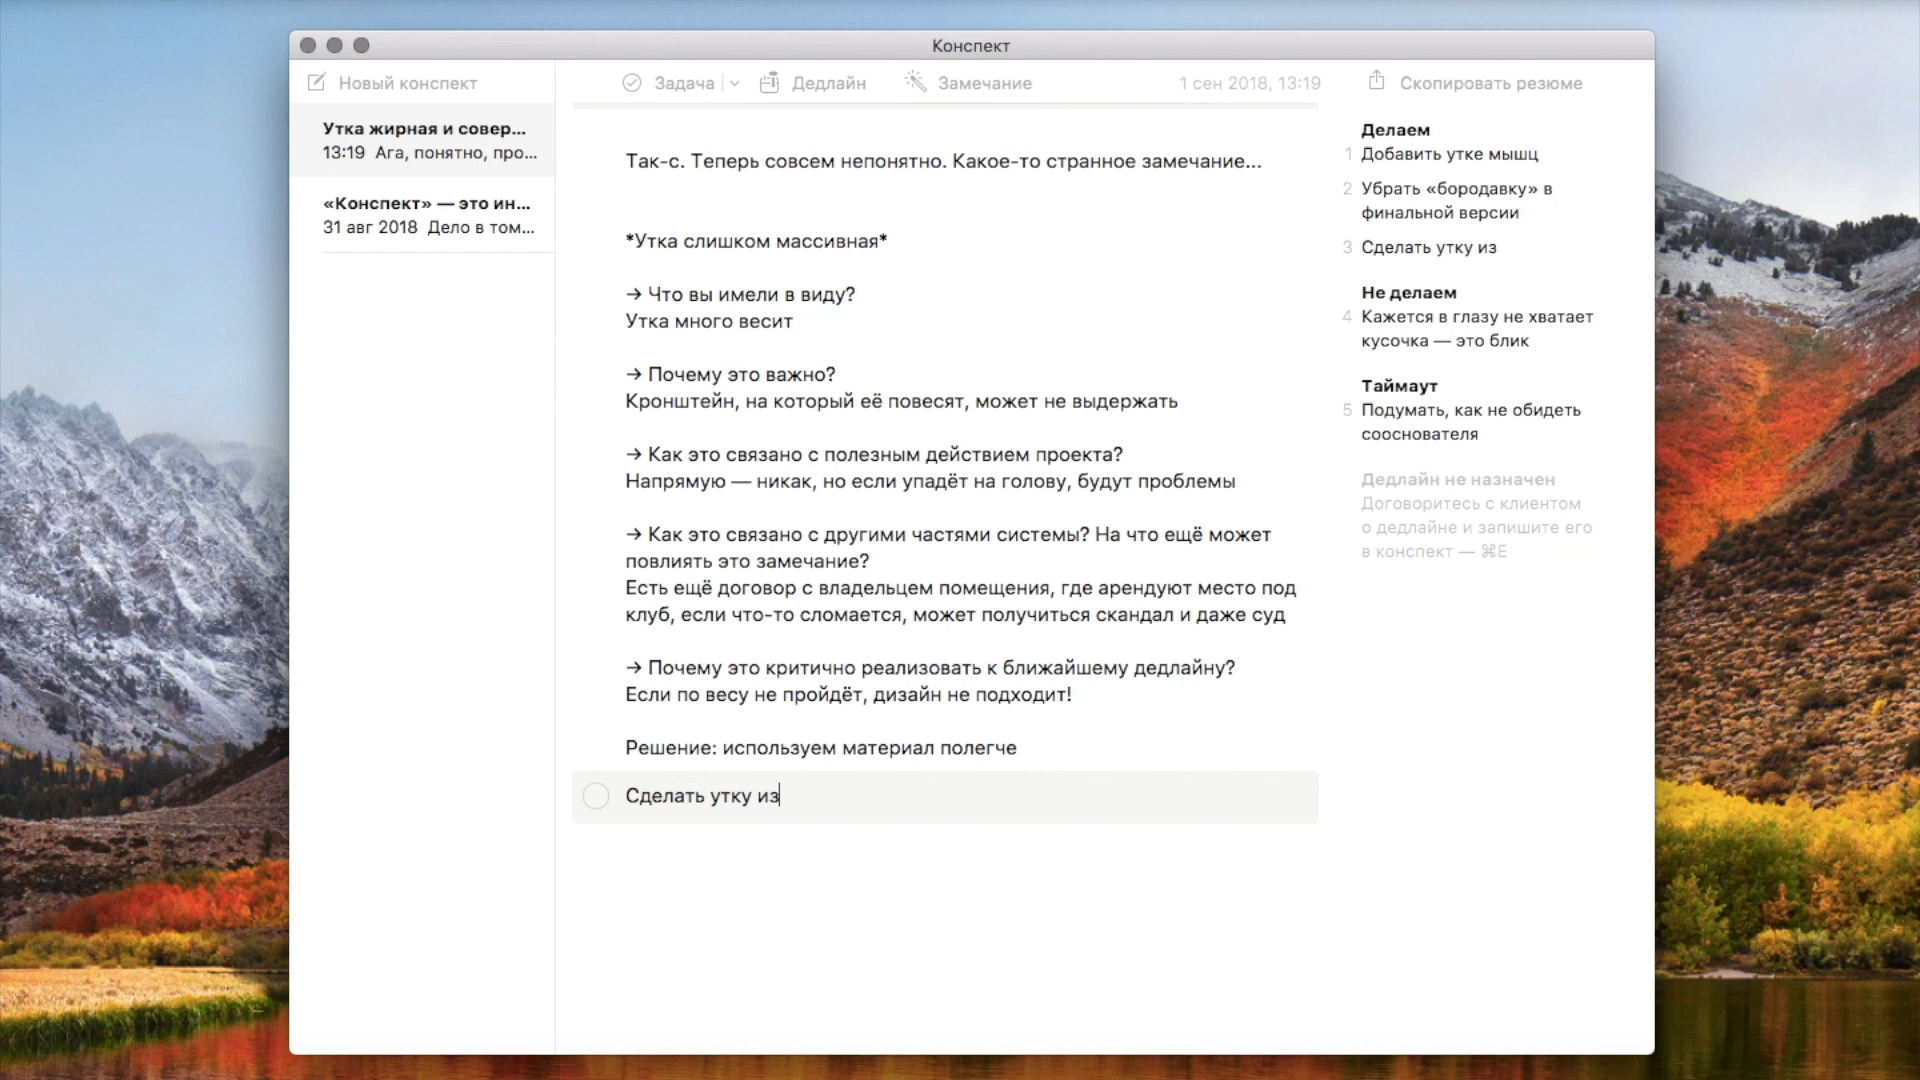 Конспект
Новый конспект
Задача
Дедлайн
Замечание
1 сен 2018, 13:19
Скопировать резюме
Утка жирная и совер...
13:19 Ага, понятно, про...
«Конспект» — это ин...
31 авг 2018 Дело в том...
Так-с. Теперь совсем непонятно. Какое-то странное замечание...
*Утка слишком массивная*
→ Что вы имели в виду?
Утка много весит
→ Почему это важно?
Кронштейн, на который её повесят, может не выдержать
→ Как это связано с полезным действием проекта?
Напрямую — никак, но если упадёт на голову, будут проблемы
→ Как это связано с другими частями системы? На что ещё может
повлиять это замечание?
Есть ещё договор с владельцем помещения, где арендуют место под
клуб, если что-то сломается, может получиться скандал и даже суд
→ Почему это критично реализовать к ближайшему дедлайну?
Если по весу не пройдёт, дизайн не подходит!
Решение: используем материал полегче
Сделать утку из
Делаем
1 Добавить утке мышц
2 Убрать «бородавку» в
финальной версии
3 Сделать утку из
Не делаем
4 Кажется в глазу не хватает
кусочка — это блик
Таймаут
5 Подумать, как не обидеть
сооснователя
Дедлайн не назначен
Договоритесь с клиентом
о дедлайне и запишите его
в конспект — ⌘E